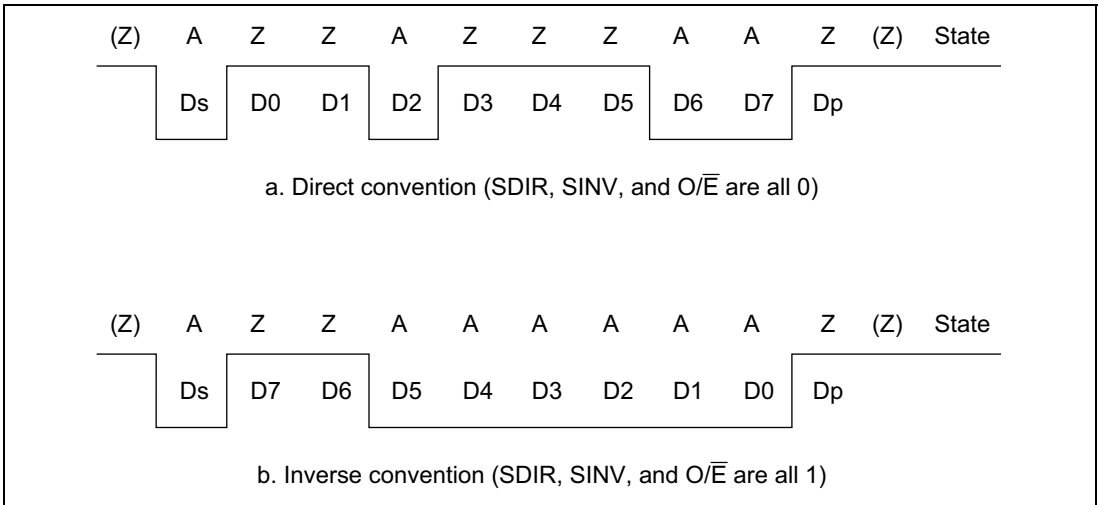 (Z) A Z Z A Z Z Z A A Z (Z) State
Ds D0 D1 D2 D3 D4 D5 D6 D7 Dp
a. Direct convention (SDIR, SINV, and O/E̅ are all 0)
(Z) A Z Z A A A A A A Z (Z) State
Ds D7 D6 D5 D4 D3 D2 D1 D0 Dp
b. Inverse convention (SDIR, SINV, and O/E̅ are all 1)